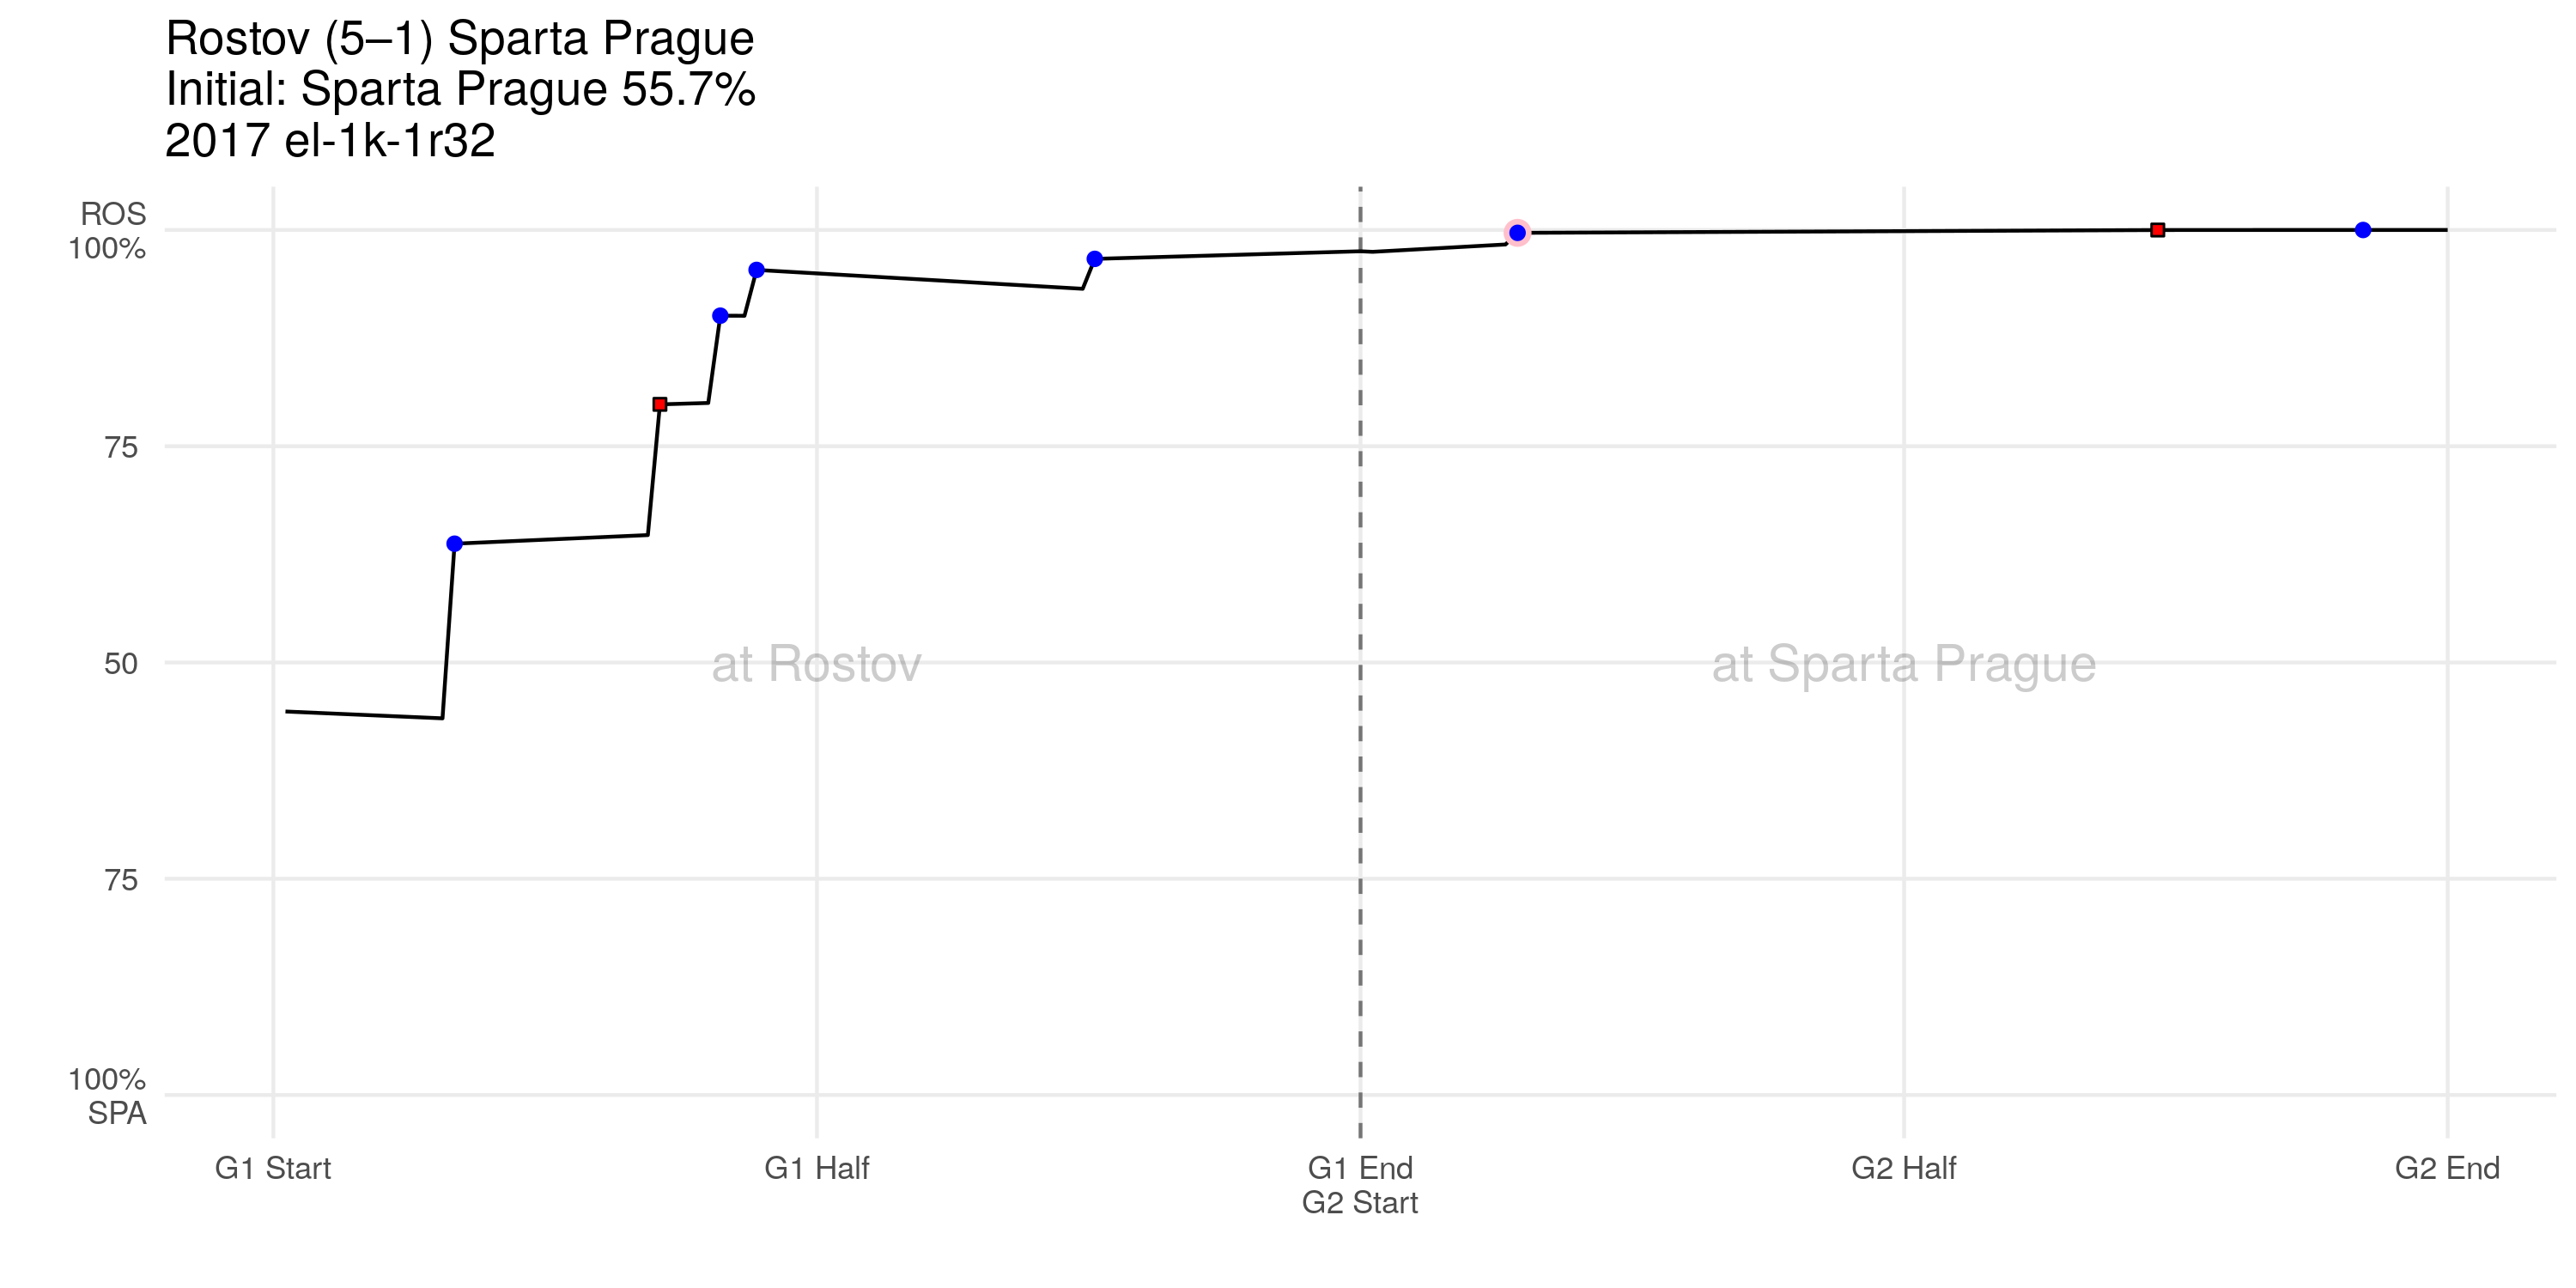 Rostov (5–1) Sparta Prague
Initial: Sparta Prague 55.7%
2017 el-1k-1r32
ROS
100%
75
50
75
100%
SPA
at Rostov
at Sparta Prague
G1 Start
G1 Half
G1 End
G2 Start
G2 Half
G2 End